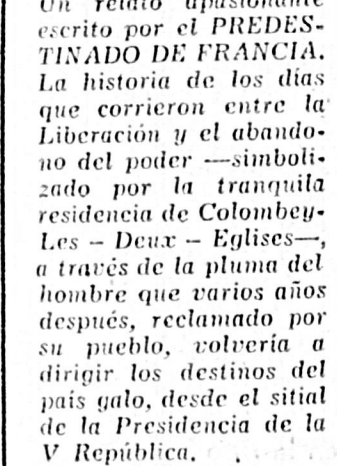 Un relato apasionante
escrito por el PREDES-
TINADO DE FRANCIA.
La historia de los días
que corrieron entre la
Liberación y el abando-
no del poder —simboli-
zado por la tranquila
residencia de Colombey-
Les - Deux - Eglises—,
a través de la pluma del
hombre que varios años
después, reclamado por
su pueblo, volvería a
dirigir los destinos del
país galo, desde el sitial
de la Presidencia de la
V República.